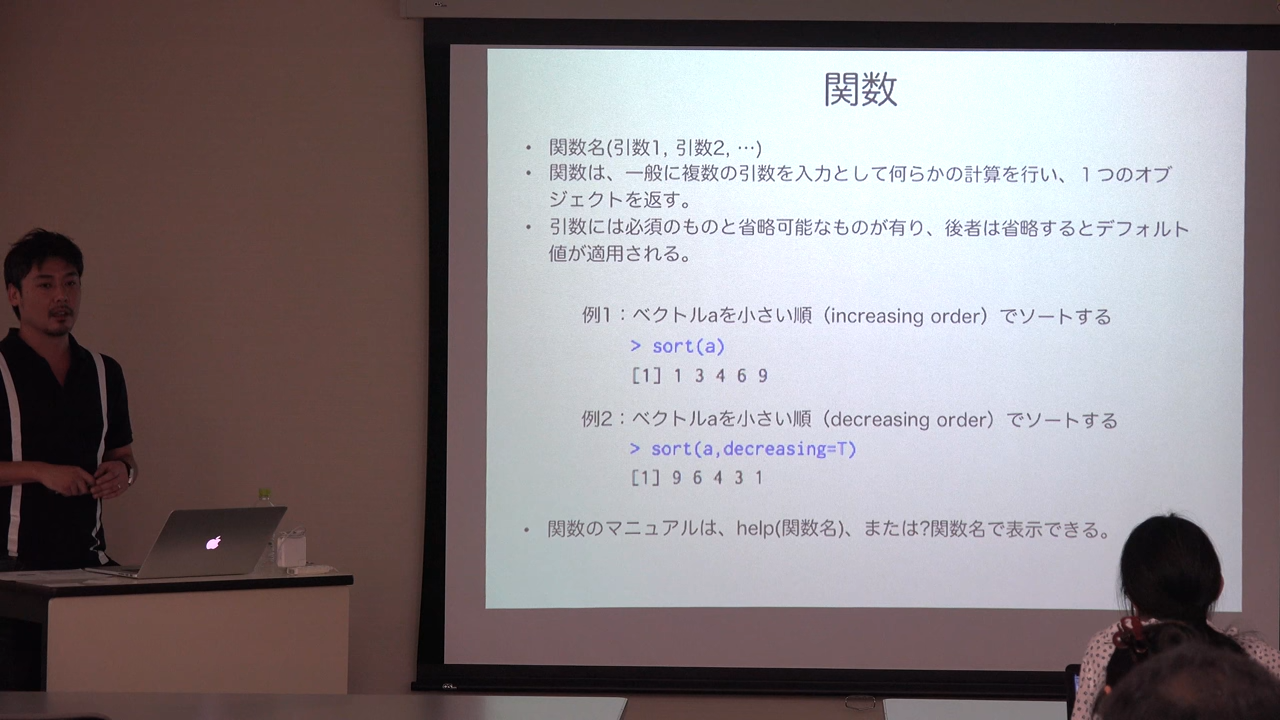 関数
• 関数名(引数1, 引数2, …)
• 関数は、一般に複数の引数を入力として何らかの計算を行い、１つのオブ
ジェクトを返す。
• 引数には必須のものと省略可能なものが有り、後者は省略するとデフォルト
値が適用される。
例1：ベクトルaを小さい順（increasing order）でソートする
> sort(a)
[1] 1 3 4 6 9
例2：ベクトルaを小さい順（decreasing order）でソートする
> sort(a,decreasing=T)
[1] 9 6 4 3 1
• 関数のマニュアルは、help(関数名)、または?関数名で表示できる。